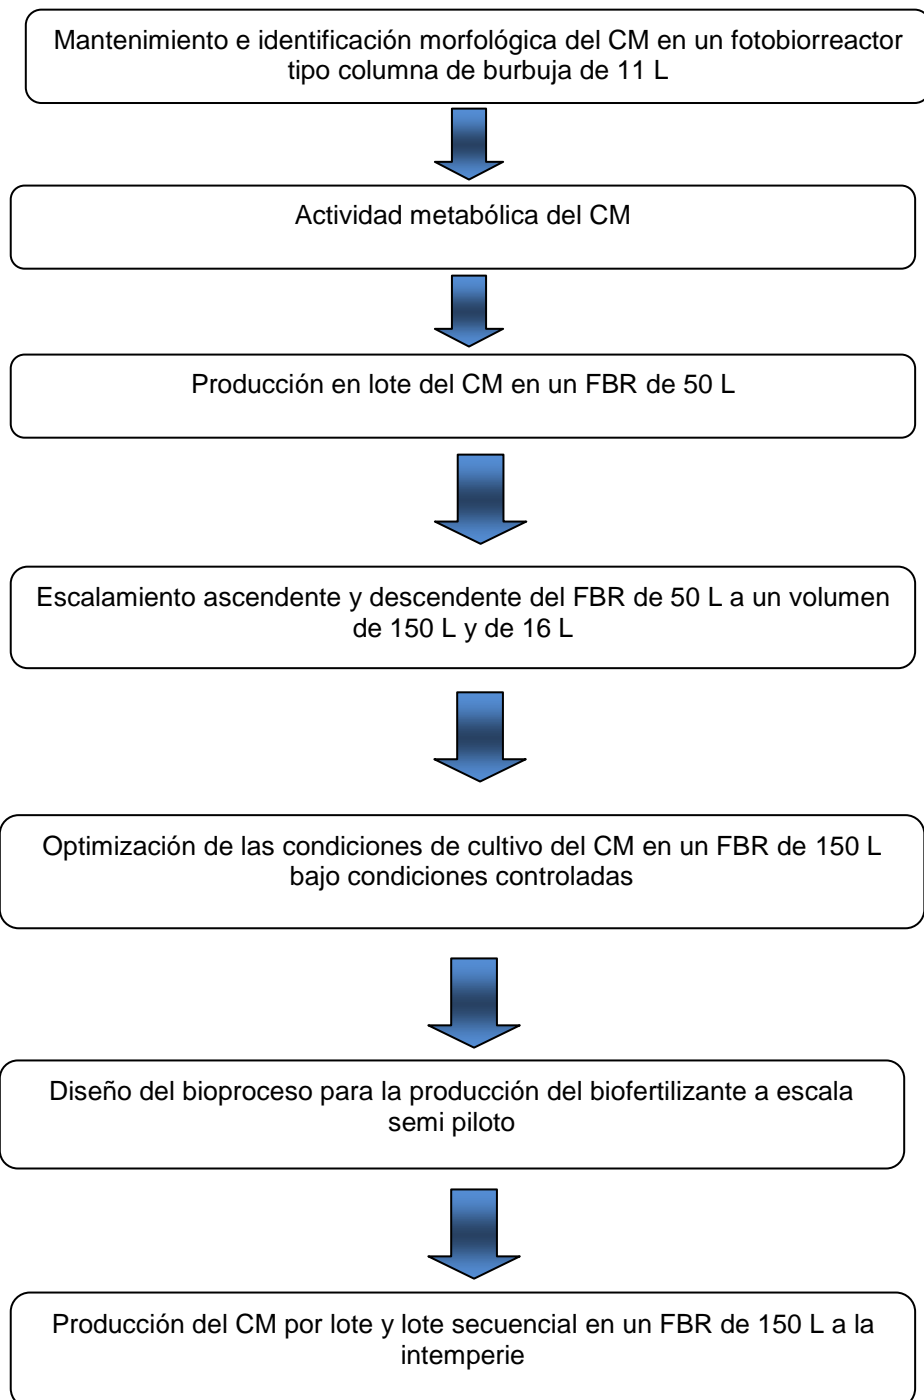 Mantenimiento e identificación morfológica del CM en un fotobiorreactor
tipo columna de burbuja de 11 L
Actividad metabólica del CM
Producción en lote del CM en un FBR de 50 L
Escalamiento ascendente y descendente del FBR de 50 L a un volumen
de 150 L y de 16 L
Optimización de las condiciones de cultivo del CM en un FBR de 150 L
bajo condiciones controladas
Diseño del bioproceso para la producción del biofertilizante a escala
semi piloto
Producción del CM por lote y lote secuencial en un FBR de 150 L a la
intemperie